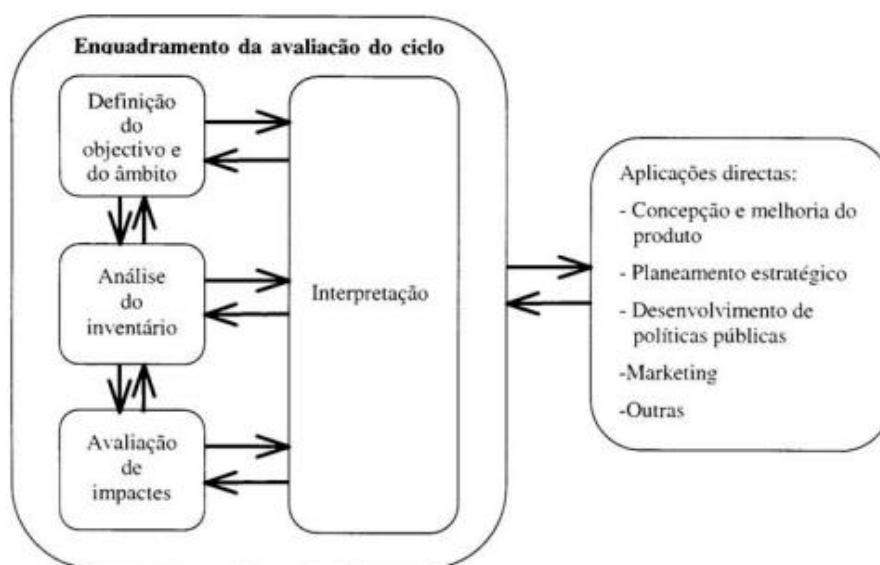 Enquadramento da avaliação do ciclo
Definição
do
objectivo e
do âmbito
Análise
do
inventário
Avaliação
de
impactes
Interpretação
Aplicações directas:
- Concepção e melhoria do
produto
- Planeamento estratégico
- Desenvolvimento de
políticas públicas
-Marketing
-Outras